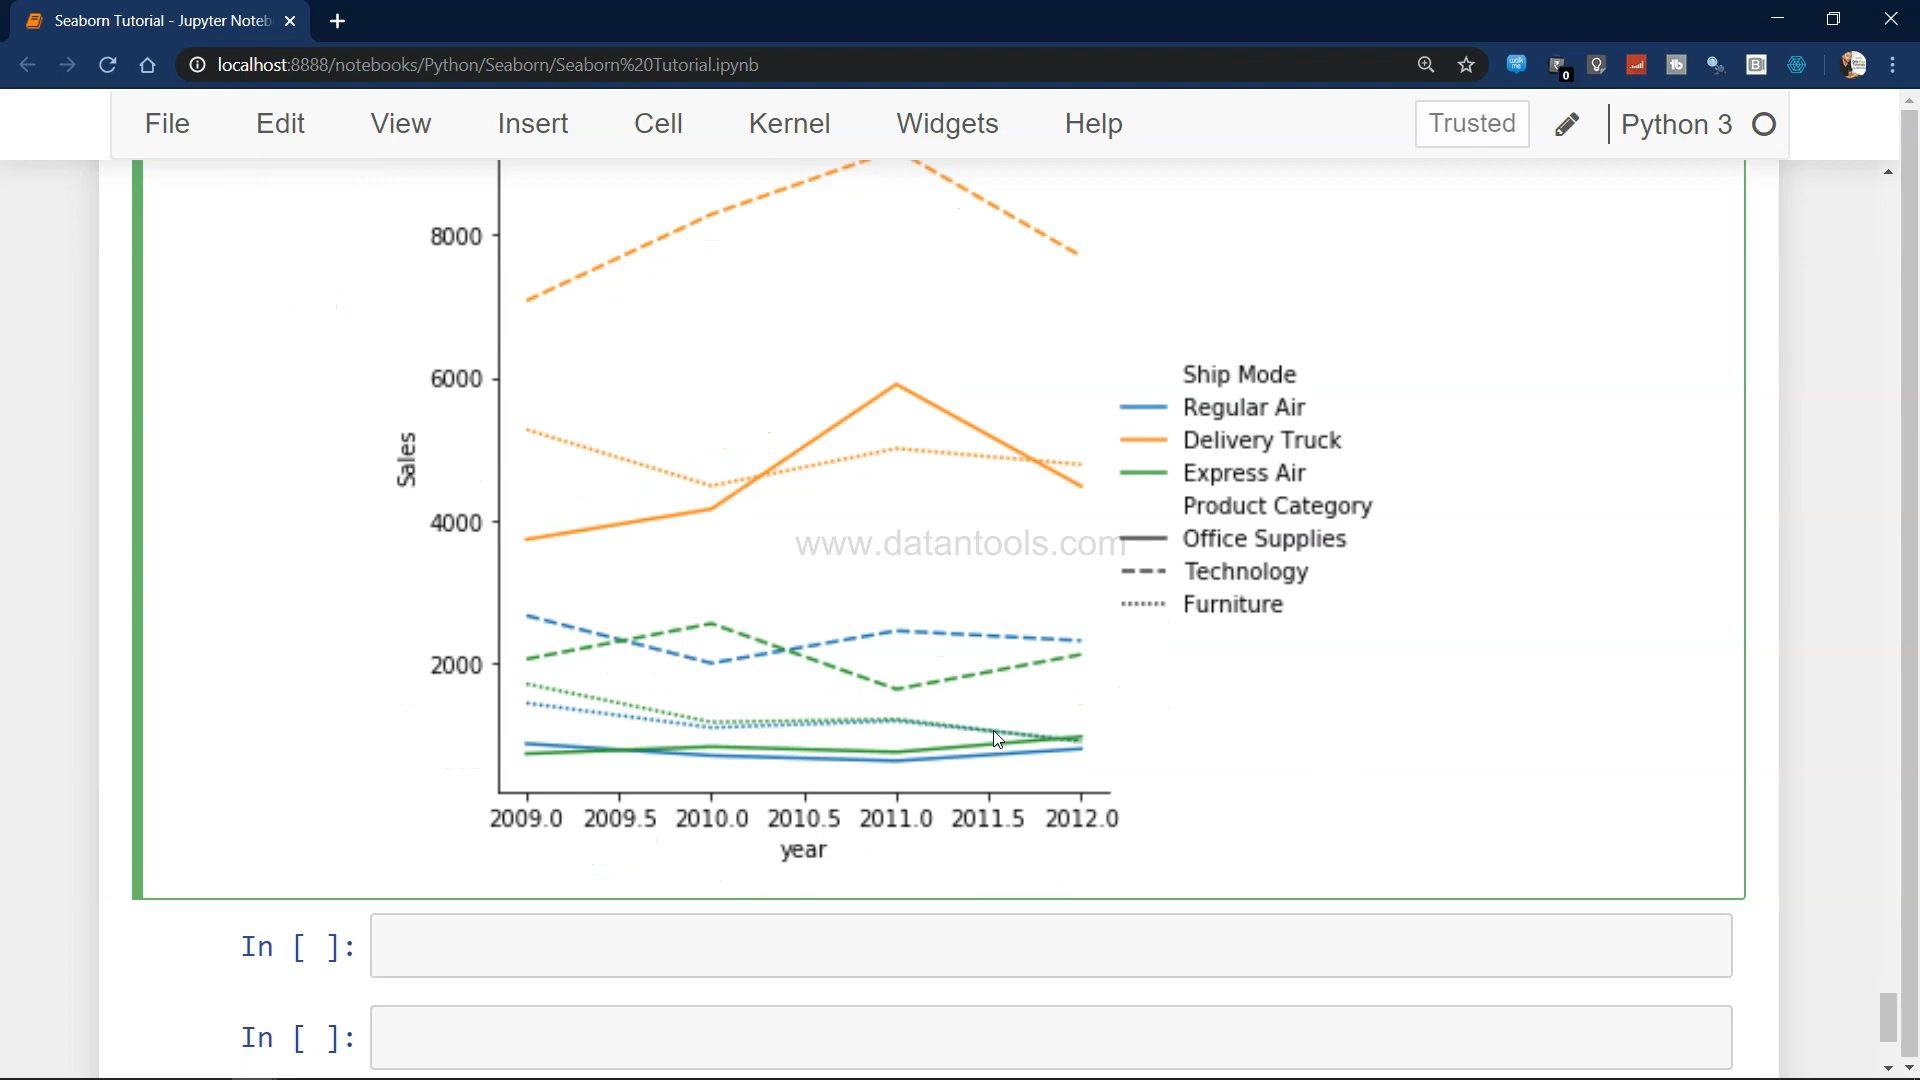 Seaborn Tutorial - Jupyter Noteb
localhost:8888/notebooks/Python/Seaborn/Seaborn%20Tutorial.ipynb
0
File Edit View Insert Cell Kernel Widgets Help Trusted Python 3
8000
6000
4000
2000
Sales
2009.0 2009.5 2010.0 2010.5 2011.0 2011.5 2012.0
year
Ship Mode
Regular Air
Delivery Truck
Express Air
Product Category
Office Supplies
Technology
Furniture
www.datantools.com
In [ ]:
In [ ]: